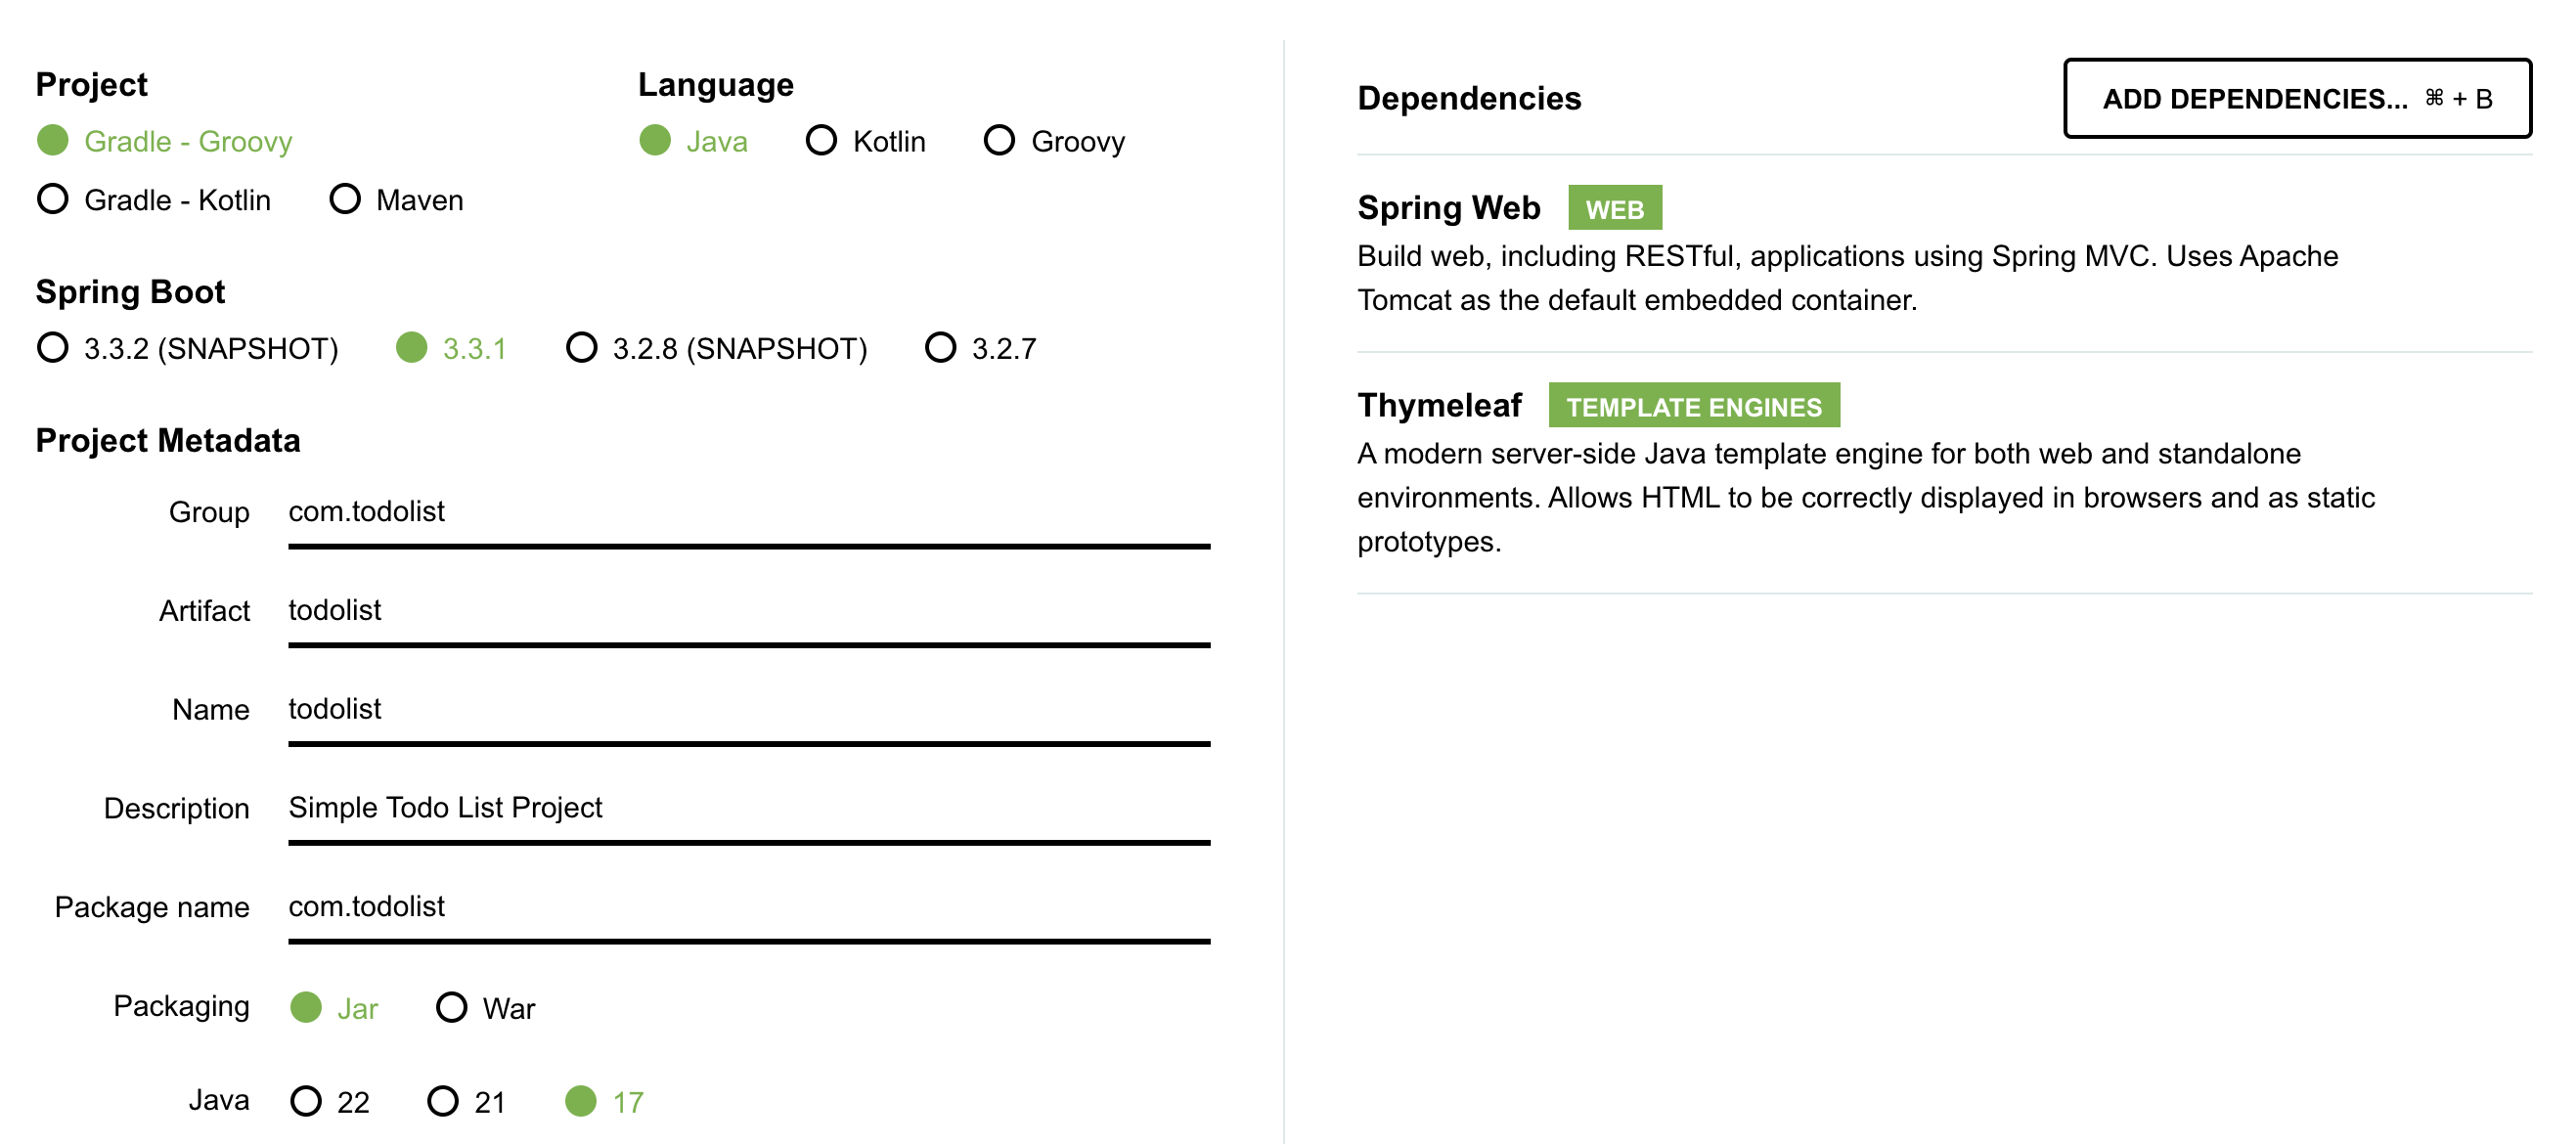 Project
Gradle - Groovy
Gradle - Kotlin Maven
Language
Java Kotlin Groovy
Spring Boot
3.3.2 (SNAPSHOT) 3.3.1 3.2.8 (SNAPSHOT) 3.2.7
Project Metadata
Group com.todolist
Artifact todolist
Name todolist
Description Simple Todo List Project
Package name com.todolist
Packaging Jar War
Java 22 21 17
Dependencies
ADD DEPENDENCIES... ⌘ + B
Spring Web WEB
Build web, including RESTful, applications using Spring MVC. Uses Apache
Tomcat as the default embedded container.
Thymeleaf TEMPLATE ENGINES
A modern server-side Java template engine for both web and standalone
environments. Allows HTML to be correctly displayed in browsers and as static
prototypes.